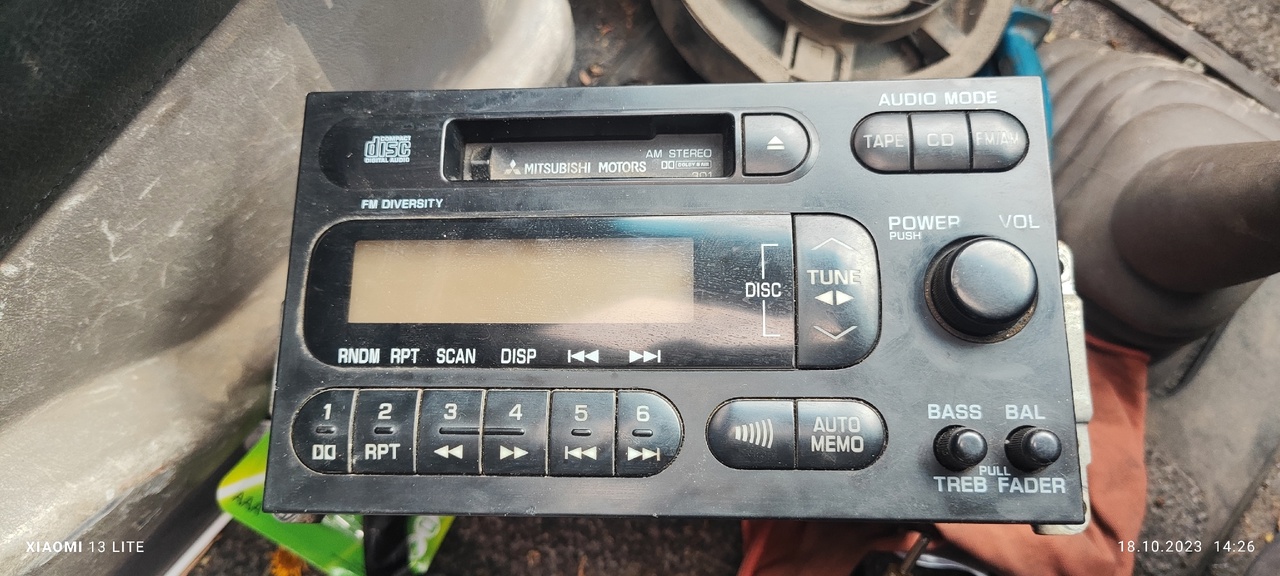 AUDIO MODE
COMPACT
disc
DIGITAL AUDIO
TAPE CD FM/AM
AM STEREO
MITSUBISHI MOTORS
DOLBY B NR
301
FM DIVERSITY
POWER VOL
PUSH
TUNE
DISC
RNDM RPT SCAN DISP
1 2 3 4 5 6
RPT
AUTO
MEMO
BASS BAL
PULL
TREB FADER
AAA
XIAOMI 13 LITE
18.10.2023 14:26